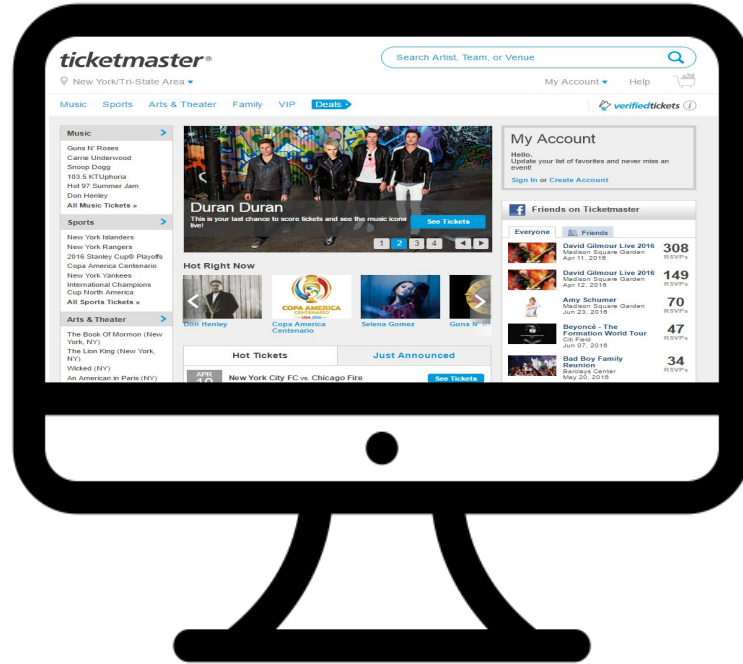 ticketmaster®
Search Artist, Team, or Venue
New York/Tri-State Area
My Account
Help
Music Sports Arts & Theater Family VIP Deals
verifiedtickets i
Music >
Guns N' Roses
Carrie Underwood
Snoop Dogg
103.5 KTUphoria
Hot 97 Summer Jam
Don Henley
All Music Tickets »
Sports >
New York Islanders
New York Rangers
2016 Stanley Cup® Playoffs
Copa America Centenario
New York Yankees
International Champions
Cup North America
All Sports Tickets »
Arts & Theater >
The Book Of Mormon (New
York, NY)
The Lion King (New York,
NY)
Wicked (NY)
An American in Paris (NY)
Duran Duran
This is your last chance to score tickets and see the music icons
live!
See Tickets
1 2 3 4
Hot Right Now
COPA AMERICA
CENTENARIO
USA 2016
Don Henley
Copa America
Centenario
Selena Gomez
Guns N'
Hot Tickets
Just Announced
APR
10
New York City FC vs. Chicago Fire
See Tickets
My Account
Hello.
Update your list of favorites and never miss an
event!
Sign In or Create Account
f Friends on Ticketmaster
Everyone
Friends
David Gilmour Live 2016
Madison Square Garden
Apr 11, 2016
308
RSVPs
David Gilmour Live 2016
Madison Square Garden
Apr 12, 2016
149
RSVPs
Amy Schumer
Madison Square Garden
Jun 23, 2016
70
RSVPs
Beyoncé - The
Formation World Tour
Citi Field
Jun 07, 2016
47
RSVPs
Bad Boy Family
Reunion
Barclays Center
May 20, 2016
34
RSVPs